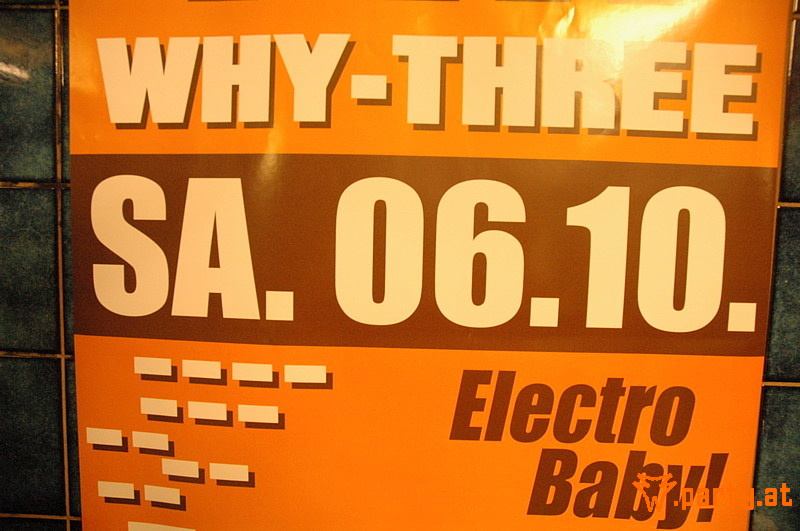 WHY-THREE
SA. 06.10.
Electro
Baby!
.party.at